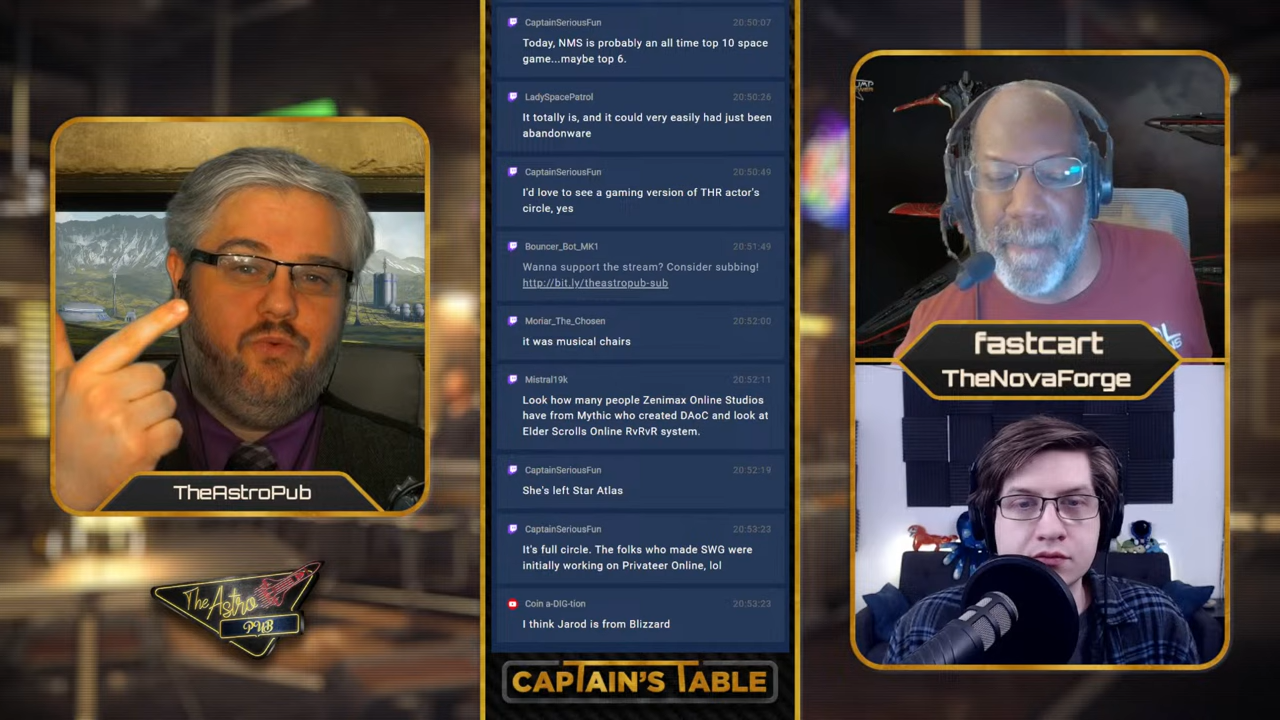 CaptainSeriousFun 20:50:07
Today, NMS is probably an all time top 10 space
game...maybe top 6.
LadySpacePatrol 20:50:26
It totally is, and it could very easily had just been
abandonware
CaptainSeriousFun 20:50:49
I'd love to see a gaming version of THR actor's
circle, yes
Bouncer_Bot_MK1 20:51:49
Wanna support the stream? Consider subbing!
http://bit.ly/theastropub-sub
Moriar_The_Chosen 20:52:00
it was musical chairs
Mistral19k 20:52:11
Look how many people Zenimax Online Studios
have from Mythic who created DAoC and look at
Elder Scrolls Online RvRvR system.
CaptainSeriousFun 20:52:19
She's left Star Atlas
CaptainSeriousFun 20:53:23
It's full circle. The folks who made SWG were
initially working on Privateer Online, lol
Coin a-DIG-tion 20:53:23
I think Jarod is from Blizzard
CAPTAIN'S TABLE
TheAstroPub
The Astro
PUB
fastcart
TheNovaForge